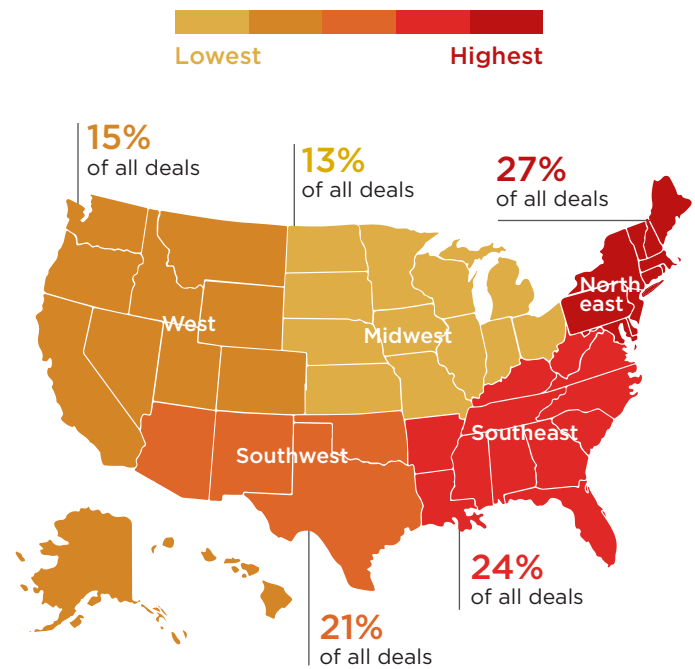 Lowest
Highest
15%
of all deals
13%
of all deals
27%
of all deals
North
east
West
Midwest
Southeast
Southwest
24%
of all deals
21%
of all deals